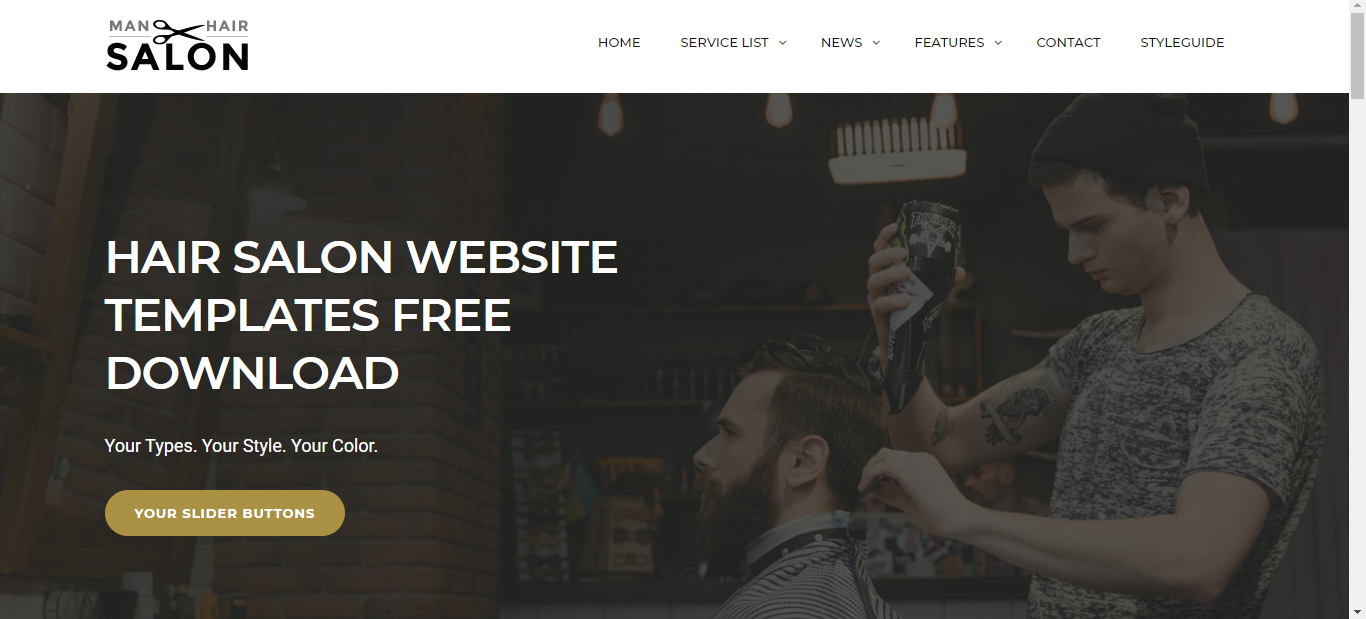 MAN HAIR
SALON
HOME SERVICE LIST NEWS FEATURES CONTACT STYLEGUIDE
HAIR SALON WEBSITE
TEMPLATES FREE
DOWNLOAD
Your Types. Your Style. Your Color.
YOUR SLIDER BUTTONS
THRASHER